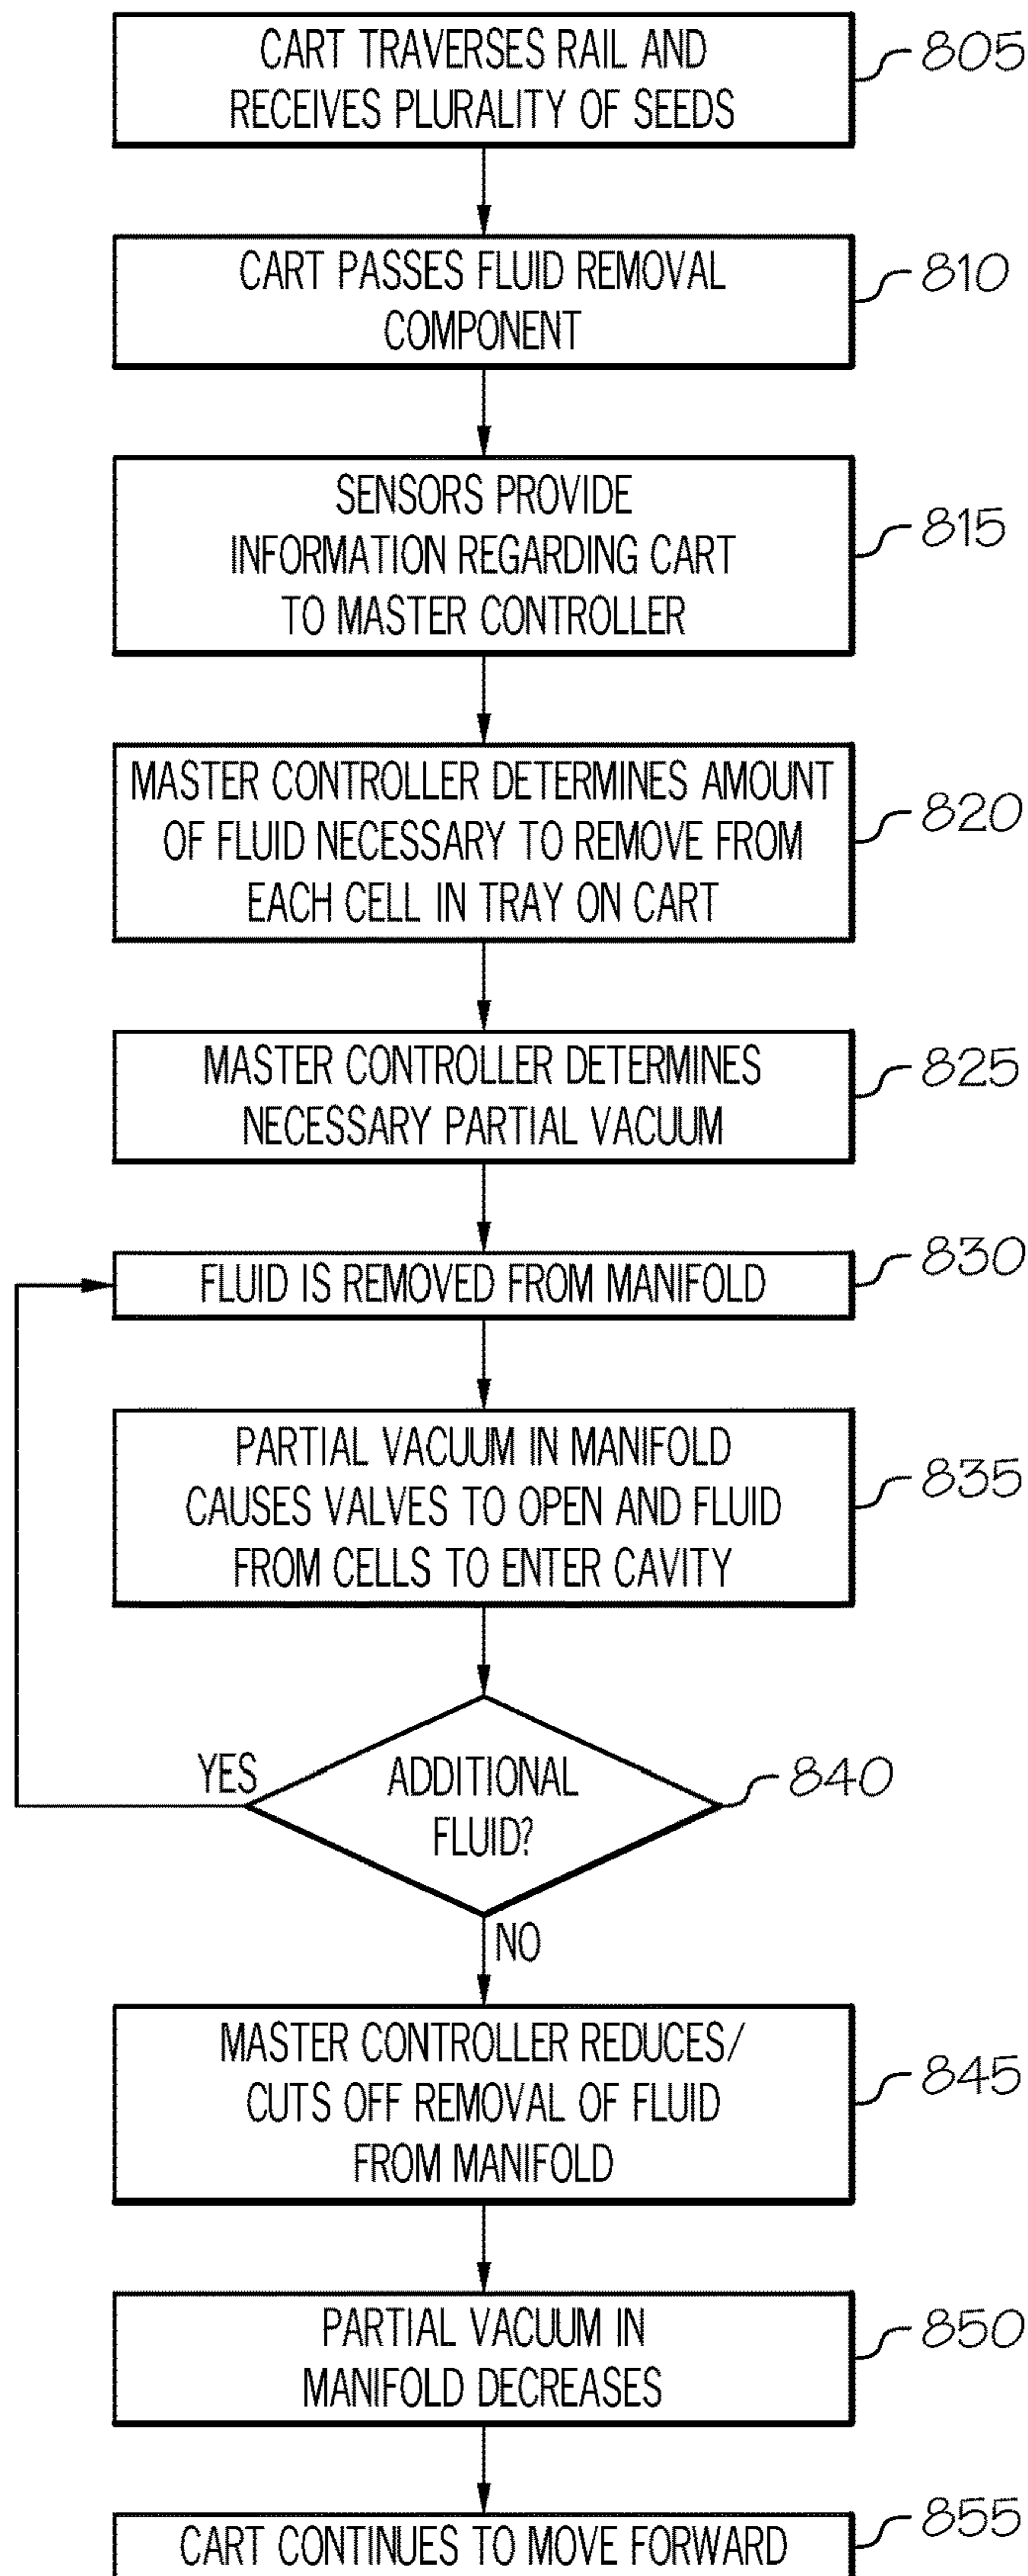 CART TRAVERSES RAIL AND
RECEIVES PLURALITY OF SEEDS
805
CART PASSES FLUID REMOVAL
COMPONENT
810
SENSORS PROVIDE
INFORMATION REGARDING CART
TO MASTER CONTROLLER
815
MASTER CONTROLLER DETERMINES AMOUNT
OF FLUID NECESSARY TO REMOVE FROM
EACH CELL IN TRAY ON CART
820
MASTER CONTROLLER DETERMINES
NECESSARY PARTIAL VACUUM
825
FLUID IS REMOVED FROM MANIFOLD
830
PARTIAL VACUUM IN MANIFOLD
CAUSES VALVES TO OPEN AND FLUID
FROM CELLS TO ENTER CAVITY
835
YES
ADDITIONAL
FLUID?
840
NO
MASTER CONTROLLER REDUCES/
CUTS OFF REMOVAL OF FLUID
FROM MANIFOLD
845
PARTIAL VACUUM IN
MANIFOLD DECREASES
850
CART CONTINUES TO MOVE FORWARD
855